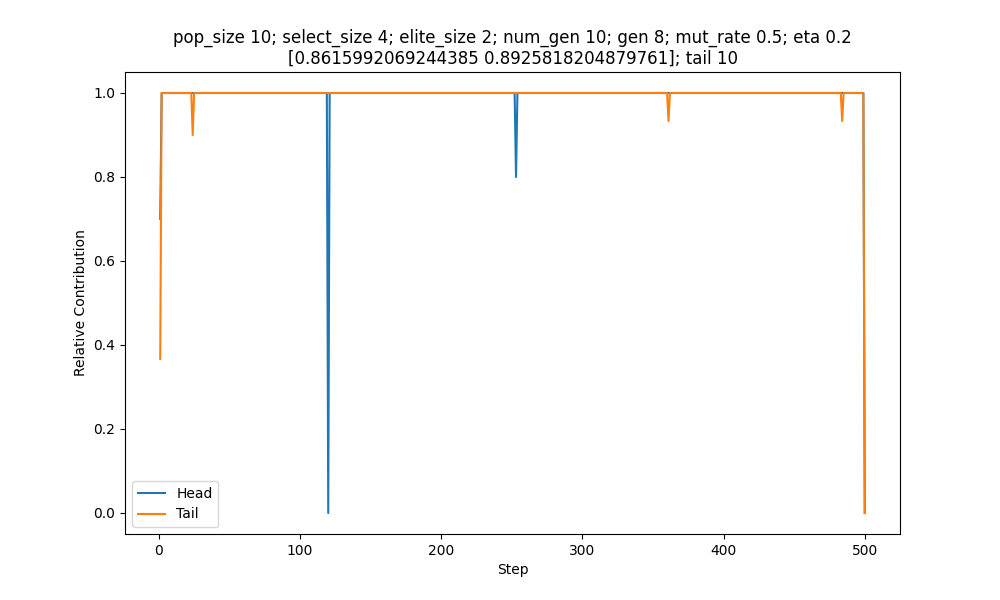 pop_size 10; select_size 4; elite_size 2; num_gen 10; gen 8; mut_rate 0.5; eta 0.2
[0.8615992069244385 0.8925818204879761]; tail 10
1.0
0.8
0.6
0.4
0.2
0.0
Relative Contribution
Head
Tail
0
100
200
300
400
500
Step